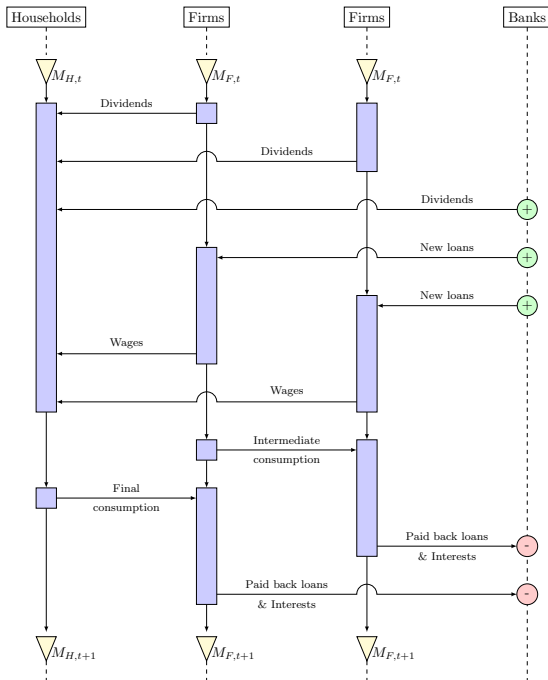 Households Firms Firms Banks
M_{H,t} M_{F,t} M_{F,t}
Dividends
Dividends
Dividends
+
New loans
+
New loans
+
Wages
Wages
Intermediate
consumption
Final
consumption
Paid back loans
& Interests
-
Paid back loans
& Interests
-
M_{H,t+1} M_{F,t+1} M_{F,t+1}